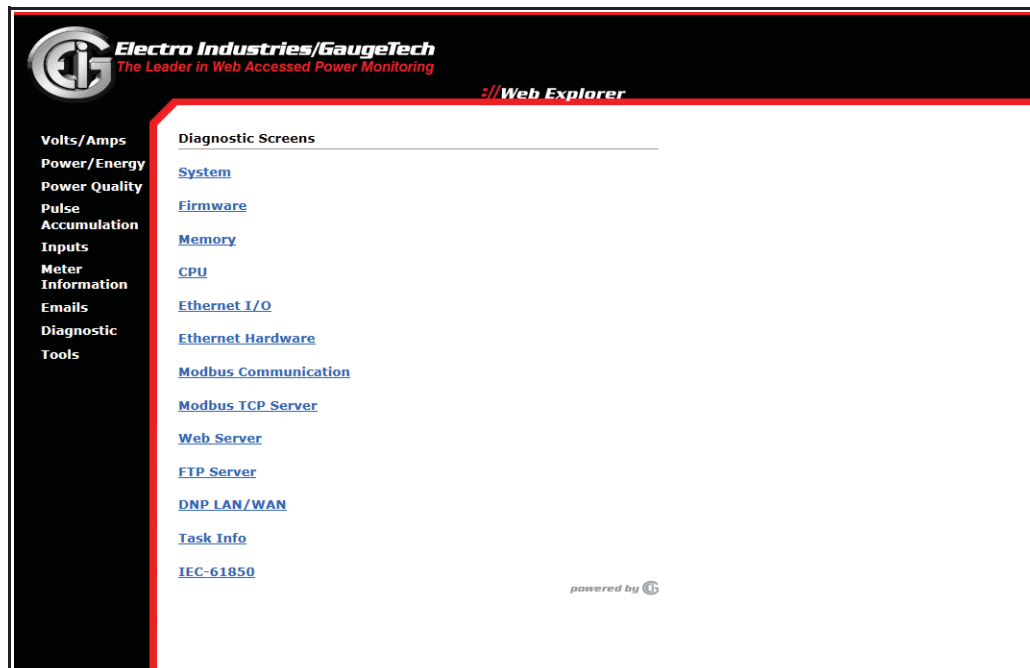 EIG
Electro Industries/GaugeTech
The Leader in Web Accessed Power Monitoring
://Web Explorer
Volts/Amps
Power/Energy
Power Quality
Pulse
Accumulation
Inputs
Meter
Information
Emails
Diagnostic
Tools
Diagnostic Screens
System
Firmware
Memory
CPU
Ethernet I/O
Ethernet Hardware
Modbus Communication
Modbus TCP Server
Web Server
FTP Server
DNP LAN/WAN
Task Info
IEC-61850
powered by EIG